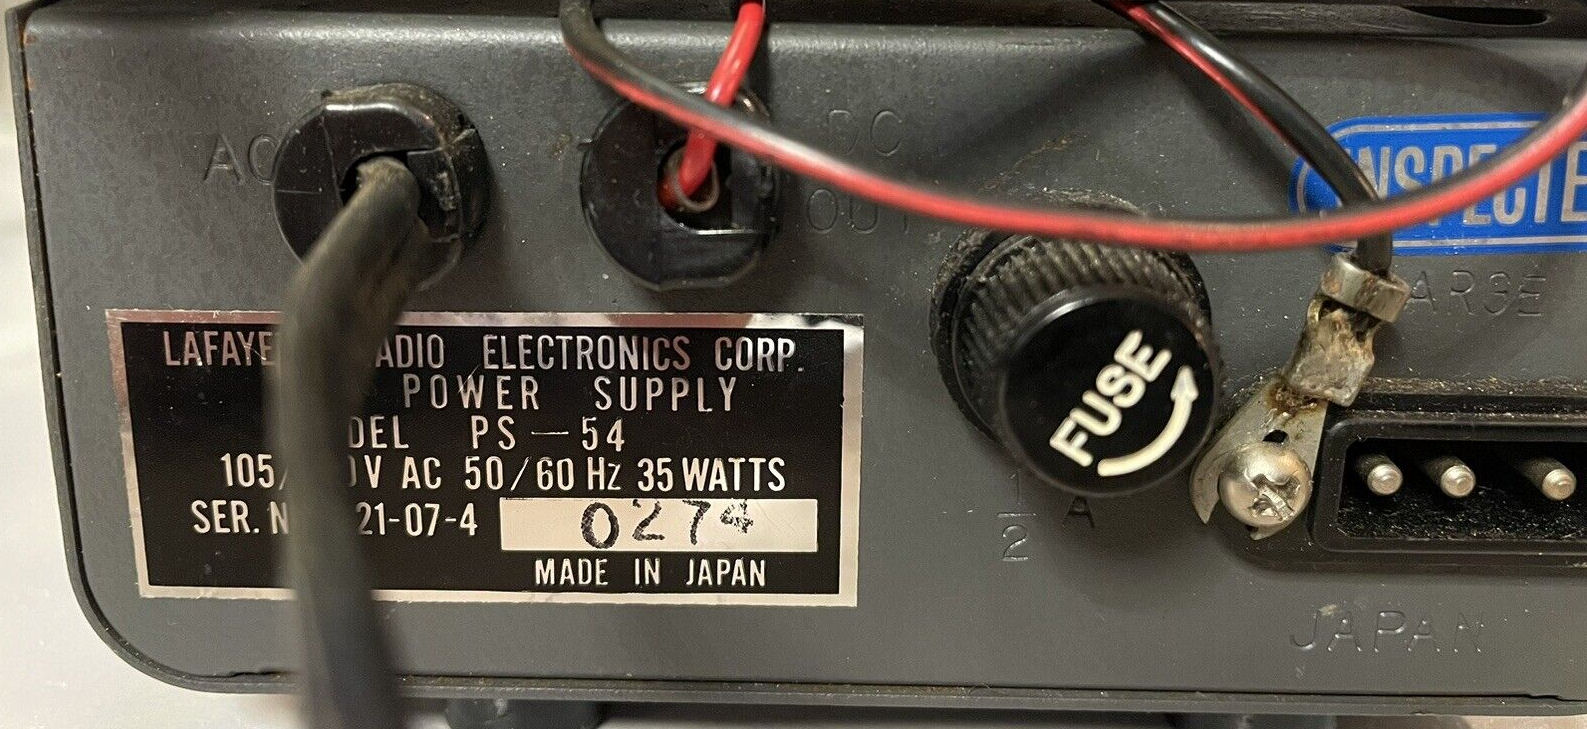 AC
DC
OUT
INSPECTE
ARGE
LAFAYE ADIO ELECTRONICS CORP.
POWER SUPPLY
DEL PS-54
105/ 0V AC 50/60 Hz 35 WATTS
SER. N 21-07-4 0274
MADE IN JAPAN
FUSE
1/2 A
JAPAN